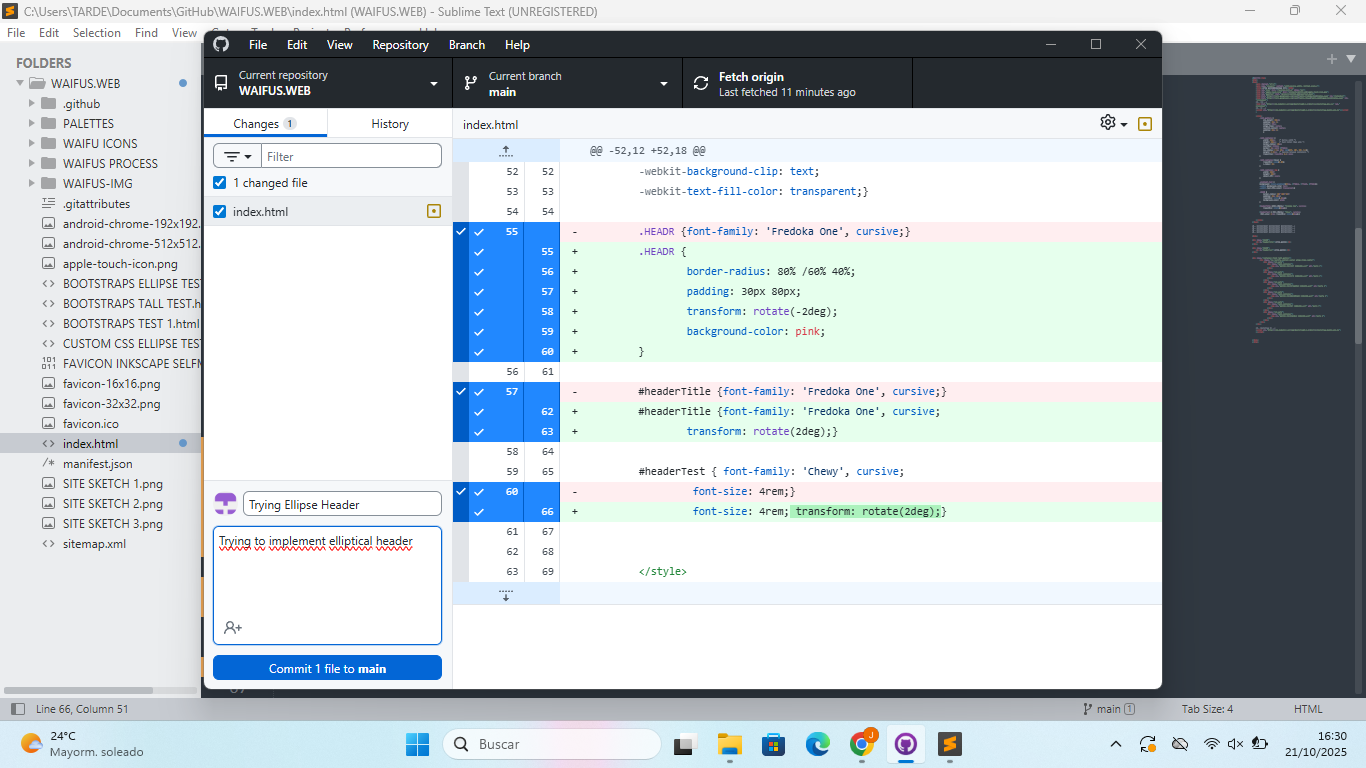 C:\Users\TARDE\Documents\GitHub\WAIFUS.WEB\index.html (WAIFUS.WEB) - Sublime Text (UNREGISTERED)
File Edit Selection Find View
File Edit View Repository Branch Help
FOLDERS
WAIFUS.WEB
.github
PALETTES
WAIFU ICONS
WAIFUS PROCESS
WAIFUS-IMG
.gitattributes
android-chrome-192x192.
android-chrome-512x512.
apple-touch-icon.png
BOOTSTRAPS ELLIPSE TES
BOOTSTRAPS TALL TEST.h
BOOTSTRAPS TEST 1.html
CUSTOM CSS ELLIPSE TES
FAVICON INKSCAPE SELFM
favicon-16x16.png
favicon-32x32.png
favicon.ico
index.html
manifest.json
SITE SKETCH 1.png
SITE SKETCH 2.png
SITE SKETCH 3.png
sitemap.xml
Current repository
WAIFUS.WEB
Current branch
main
Fetch origin
Last fetched 11 minutes ago
Changes 1
History
Filter
1 changed file
index.html
Trying Ellipse Header
Trying to implement elliptical header
Commit 1 file to main
index.html
@@ -52,12 +52,18 @@
52 52 -webkit-background-clip: text;
53 53 -webkit-text-fill-color: transparent;}
54 54
55 - .HEADR {font-family: 'Fredoka One', cursive;}
55 + .HEADR {
56 + border-radius: 80% /60% 40%;
57 + padding: 30px 80px;
58 + transform: rotate(-2deg);
59 + background-color: pink;
60 + }
56 61
57 - #headerTitle {font-family: 'Fredoka One', cursive;}
62 + #headerTitle {font-family: 'Fredoka One', cursive;
63 + transform: rotate(2deg);}
58 64
59 65 #headerTest { font-family: 'Chewy', cursive;
60 - font-size: 4rem;}
66 + font-size: 4rem; transform: rotate(2deg);}
61 67
62 68
63 69 </style>
Line 66, Column 51
main 1
Tab Size: 4
HTML
24°C
Mayorm. soleado
Buscar
J
16:30
21/10/2025